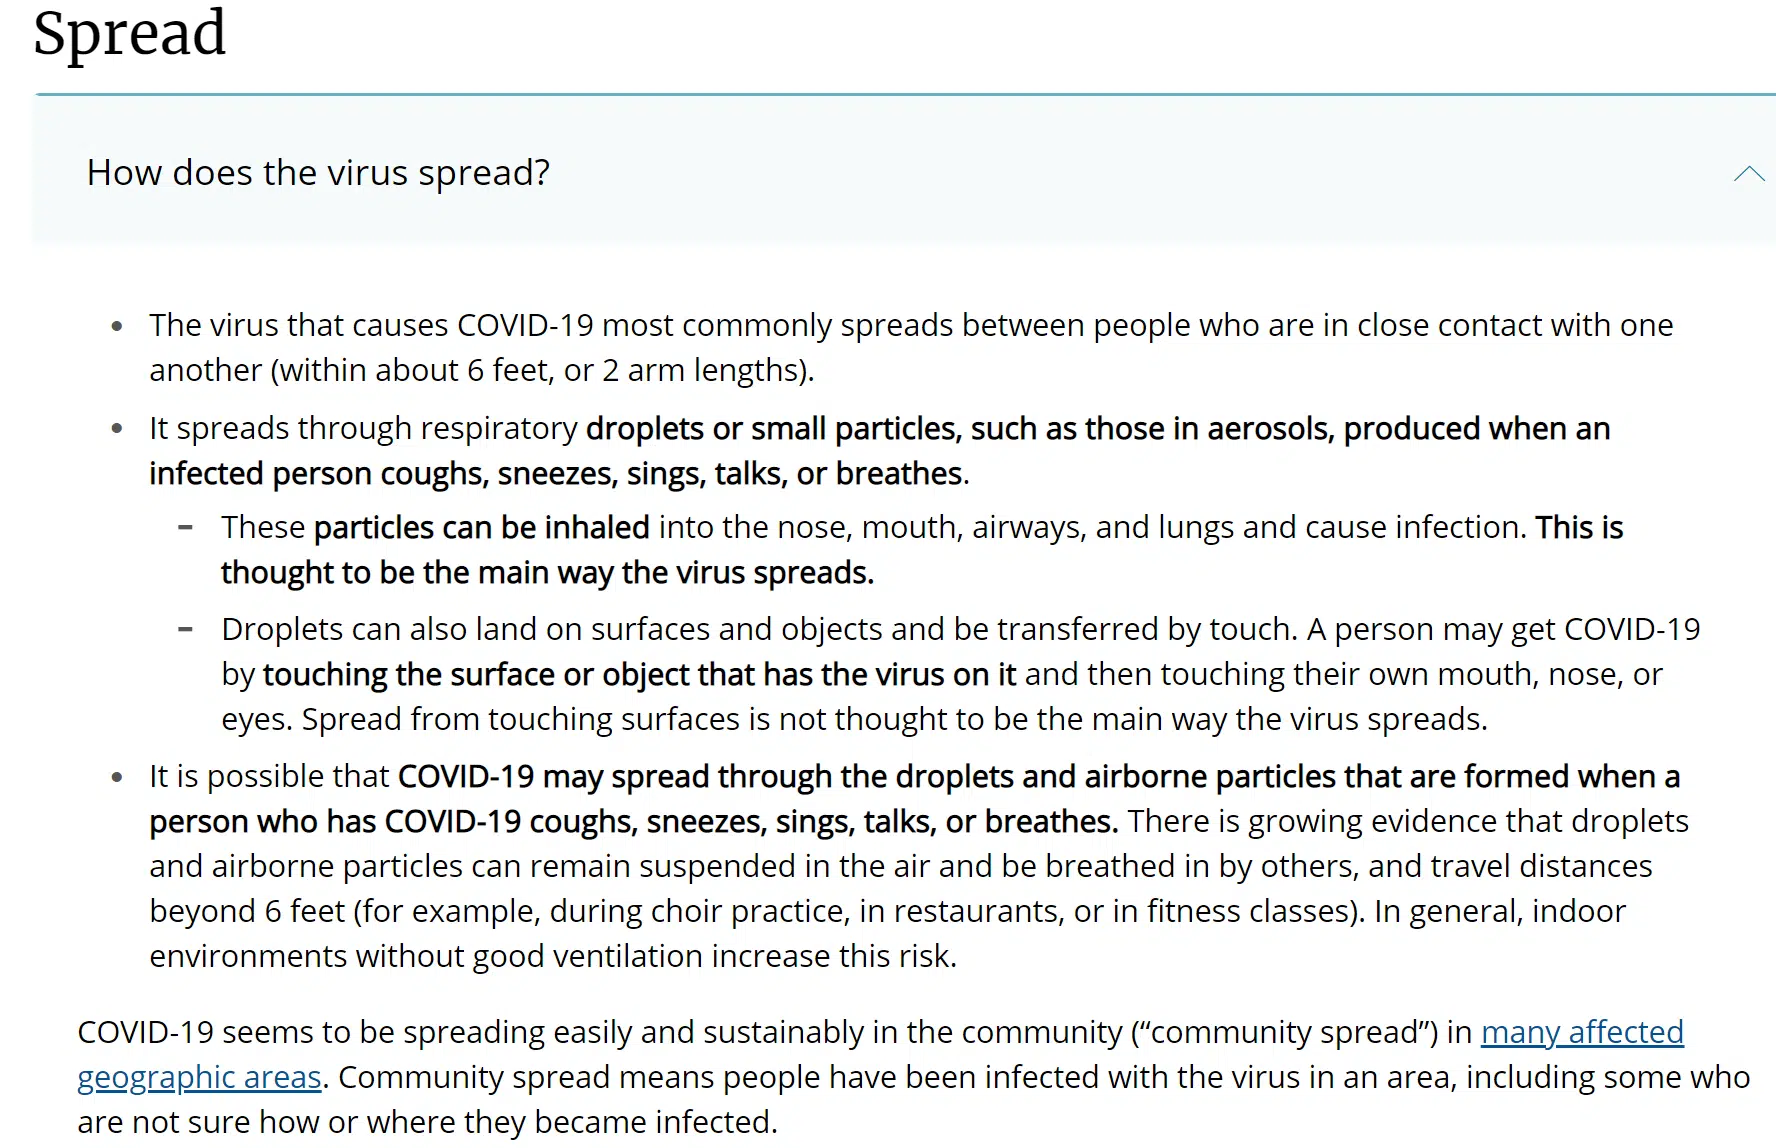 Spread
How does the virus spread?
• The virus that causes COVID-19 most commonly spreads between people who are in close contact with one
another (within about 6 feet, or 2 arm lengths).
• It spreads through respiratory droplets or small particles, such as those in aerosols, produced when an
infected person coughs, sneezes, sings, talks, or breathes.
– These particles can be inhaled into the nose, mouth, airways, and lungs and cause infection. This is
thought to be the main way the virus spreads.
– Droplets can also land on surfaces and objects and be transferred by touch. A person may get COVID-19
by touching the surface or object that has the virus on it and then touching their own mouth, nose, or
eyes. Spread from touching surfaces is not thought to be the main way the virus spreads.
• It is possible that COVID-19 may spread through the droplets and airborne particles that are formed when a
person who has COVID-19 coughs, sneezes, sings, talks, or breathes. There is growing evidence that droplets
and airborne particles can remain suspended in the air and be breathed in by others, and travel distances
beyond 6 feet (for example, during choir practice, in restaurants, or in fitness classes). In general, indoor
environments without good ventilation increase this risk.
COVID-19 seems to be spreading easily and sustainably in the community (“community spread”) in many affected
geographic areas. Community spread means people have been infected with the virus in an area, including some who
are not sure how or where they became infected.